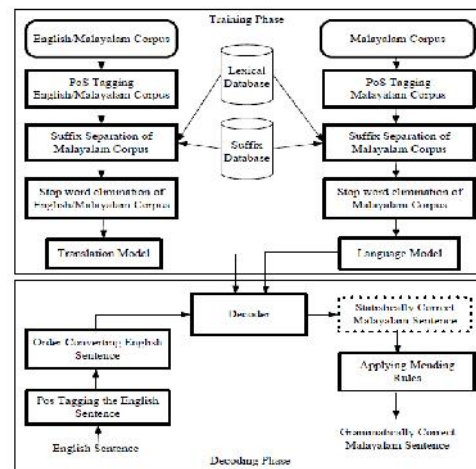 Training Phase
English/Malayalam Corpus
Malayalam Corpus
PoS Tagging
English/Malayalam Corpus
Lexical
Database
PoS Tagging
Malayalam Corpus
Suffix Separation of
Malayalam Corpus
Suffix
Database
Suffix Separation of
Malayalam Corpus
Stop word elimination of
English/Malayalam Corpus
Stop word elimination of
Malayalam Corpus
Translation Model
Language Model
Decoder
Statistically Correct
Malayalam Sentence
Order Converting English
Sentence
Applying Mending
Rules
Pos Tagging the English
Sentence
English Sentence
Grammatically Correct
Malayalam Sentence
Decoding Phase